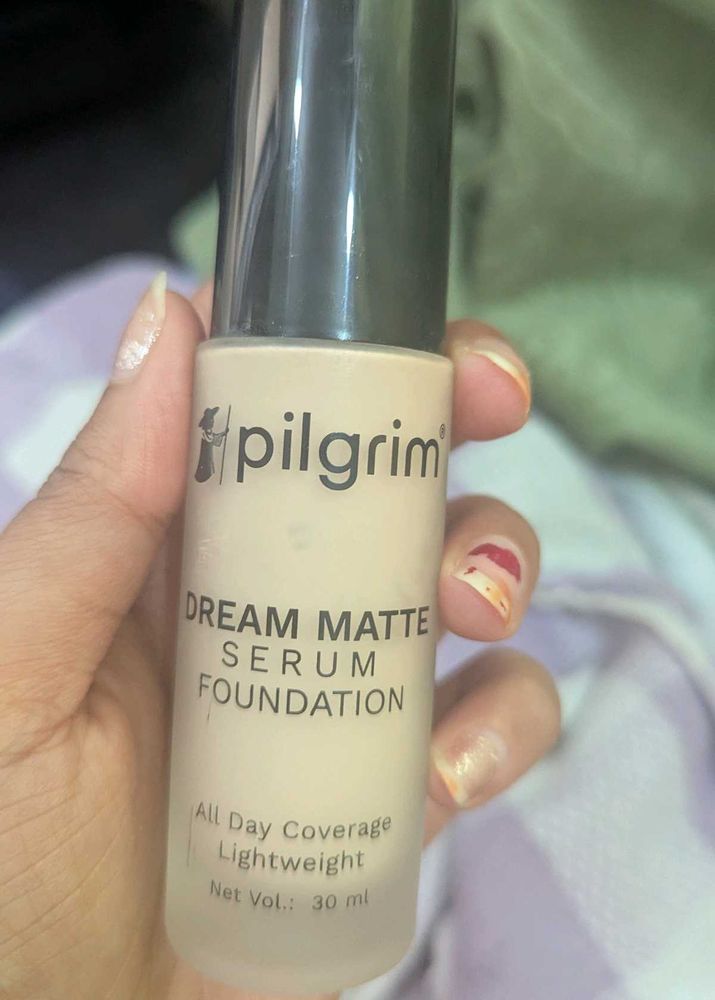 pilgrim®
DREAM MATTE
SERUM
FOUNDATION
All Day Coverage
Lightweight
Net Vol.: 30 ml